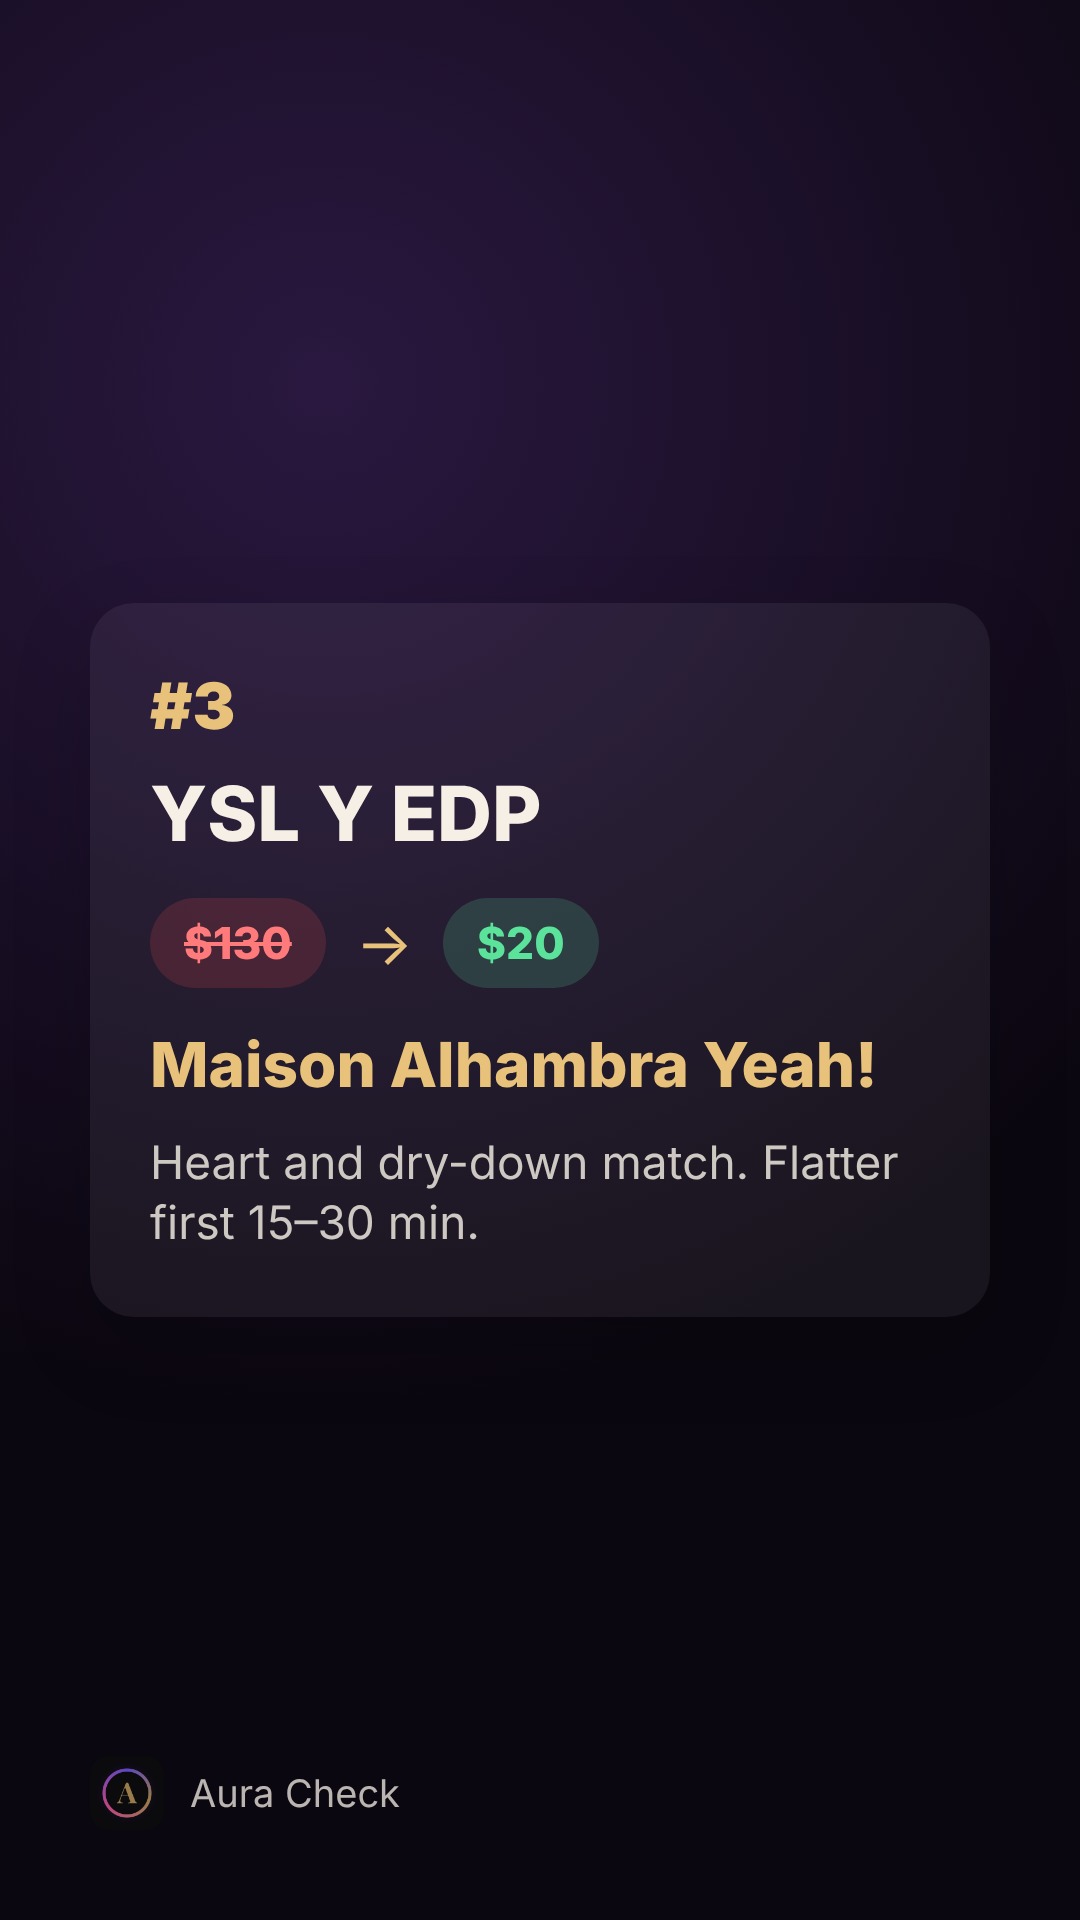 #3
YSL Y EDP
$130 → $20
Maison Alhambra Yeah!
Heart and dry-down match. Flatter
first 15–30 min.
A Aura Check